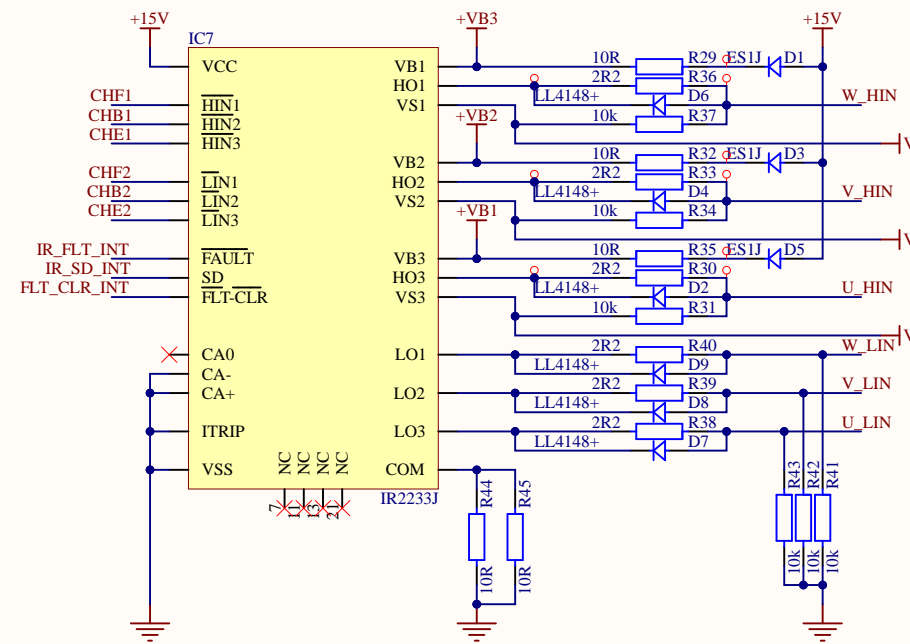 +15V
+VB3
+15V
IC7
VCC
VB1
10R
R29
ES1J
D1
HO1
2R2
R36
CHF1
HIN1
VS1
LL4148+
D6
W_HIN
CHB1
HIN2
+VB2
10k
R37
CHE1
HIN3
V
VB2
10R
R32
ES1J
D3
CHF2
LIN1
HO2
2R2
R33
CHB2
LIN2
VS2
LL4148+
D4
V_HIN
CHE2
LIN3
+VB1
10k
R34
V
IR_FLT_INT
FAULT
VB3
10R
R35
ES1J
D5
IR_SD_INT
SD
HO3
2R2
R30
FLT_CLR_INT
FLT-CLR
VS3
LL4148+
D2
U_HIN
10k
R31
V
CA0
LO1
2R2
R40
W_LIN
CA-
LL4148+
D9
CA+
LO2
2R2
R39
V_LIN
LL4148+
D8
ITRIP
LO3
2R2
R38
U_LIN
LL4148+
D7
VSS
NC
NC
NC
NC
COM
7
11
13
21
IR2233J
R44
R45
R43
R42
R41
10R
10R
10k
10k
10k